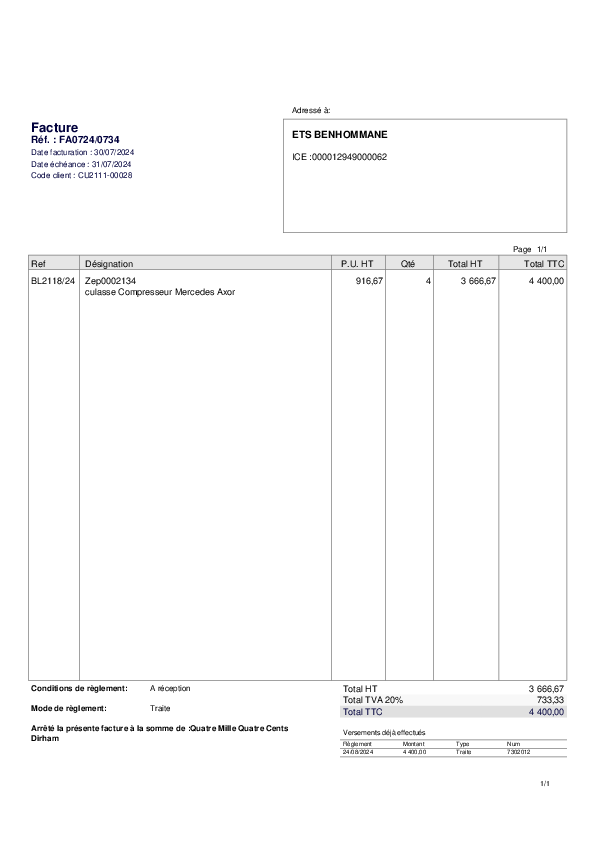 Adressé à:
Facture
Réf. : FA0724/0734
Date facturation : 30/07/2024
Date échéance : 31/07/2024
Code client : CU2111-00028
ETS BENHOMMANE
ICE :000012949000062
Page 1/1
Ref Désignation P.U. HT Qté Total HT Total TTC
BL2118/24 Zep0002134 916,67 4 3 666,67 4 400,00
culasse Compresseur Mercedes Axor
Conditions de règlement: A réception
Total HT 3 666,67
Total TVA 20% 733,33
Mode de règlement: Traite
Total TTC 4 400,00
Arrêté la présente facture à la somme de :Quatre Mille Quatre Cents
Dirham
Versements déjà effectués
Règlement Montant Type Num
24/08/2024 4 400,00 Traite 7302012
1/1